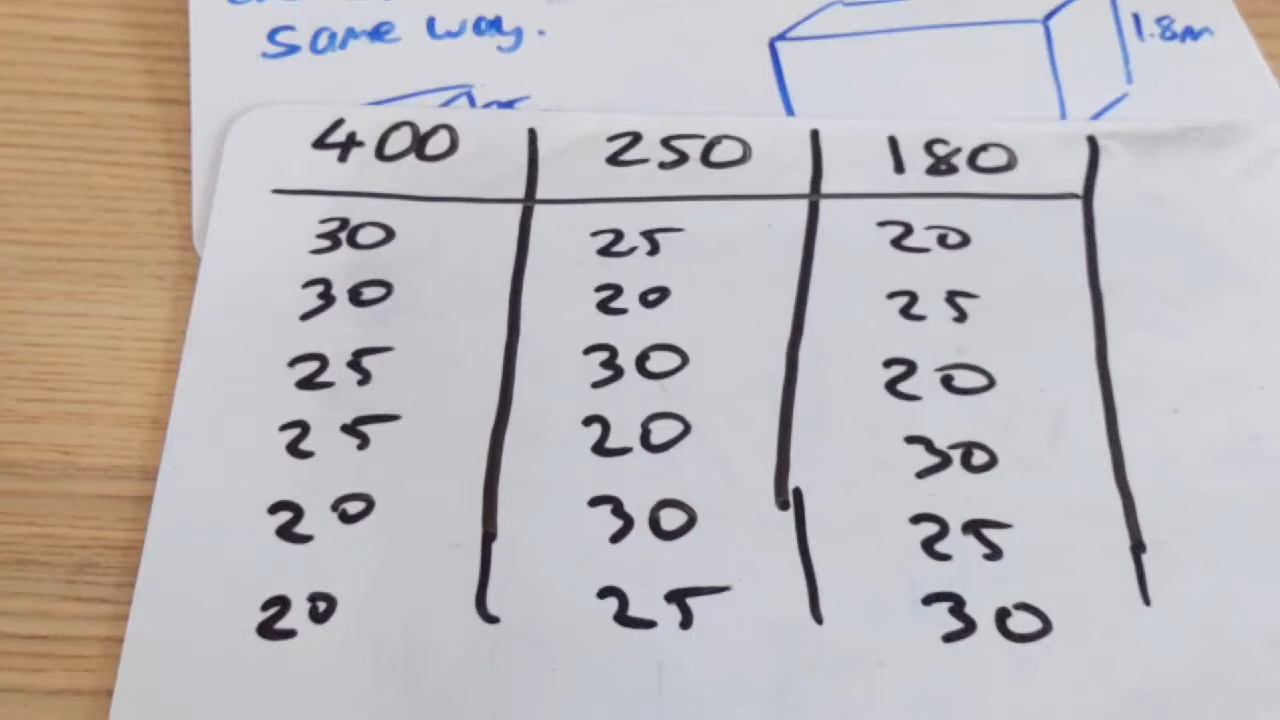 same way.
1.8m
400 250 180
30 25 20
30 20 25
25 30 20
25 20 30
20 30 25
20 25 30